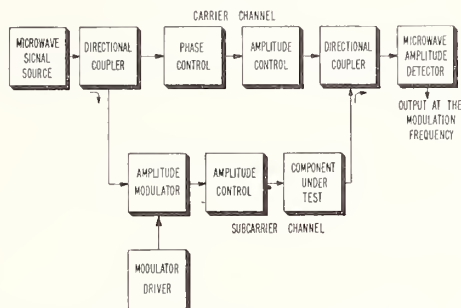 CARRIER CHANNEL
MICROWAVE
SIGNAL
SOURCE
DIRECTIONAL
COUPLER
PHASE
CONTROL
AMPLITUDE
CONTROL
DIRECTIONAL
COUPLER
MICROWAVE
AMPLITUDE
DETECTOR
OUTPUT AT THE
MODULATION
FREQUENCY
AMPLITUDE
MODULATOR
AMPLITUDE
CONTROL
COMPONENT
UNDER
TEST
SUBCARRIER CHANNEL
MODULATOR
DRIVER